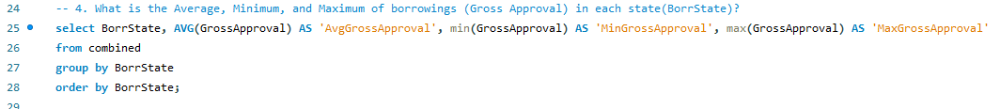 24 -- 4. What is the Average, Minimum, and Maximum of borrowings (Gross Approval) in each state(BorrState)?
25 select BorrState, AVG(GrossApproval) AS 'AvgGrossApproval', min(GrossApproval) AS 'MinGrossApproval', max(GrossApproval) AS 'MaxGrossApproval'
26 from combined
27 group by BorrState
28 order by BorrState;
29